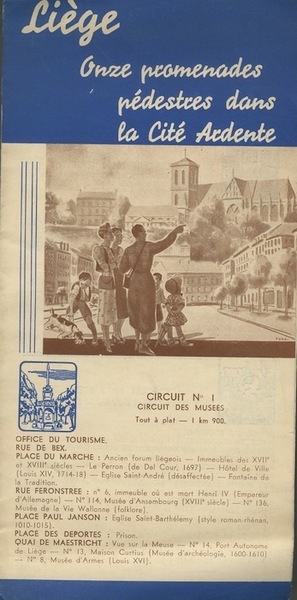 Liège
Onze promenades
pédestres dans
la Cité Ardente
CIRCUIT N° 1
CIRCUIT DES MUSEES
Tout à plat — 1 km 900.
OFFICE DU TOURISME.
RUE DE BEX.
PLACE DU MARCHE : Ancien forum liégeois — Immeubles des XVIIe
et XVIIIe siècles — Le Perron (de Del Cour, 1697) — Hôtel de Ville
(Louis XIV, 1714-18) — Eglise Saint-André (désaffectée) — Fontaine de
la Tradition.
RUE FERONSTREE : n° 6, immeuble où est mort Henri IV (Empereur
d'Allemagne) — N° 114, Musée d'Ansembourg (XVIIIe siècle) — N° 136,
Musée de la Vie Wallonne (folklore).
PLACE PAUL JANSON : Eglise Saint-Barthélemy (style roman-rhénan,
1010-1015).
PLACE DES DEPORTES : Prison.
QUAI DE MAESTRICHT : Vue sur la Meuse — N° 14, Port Autonome
de Liège — N° 13, Maison Curtius (Musée d'archéologie, 1600-1610)
— N° 8, Musée d'Armes (Louis XVI).